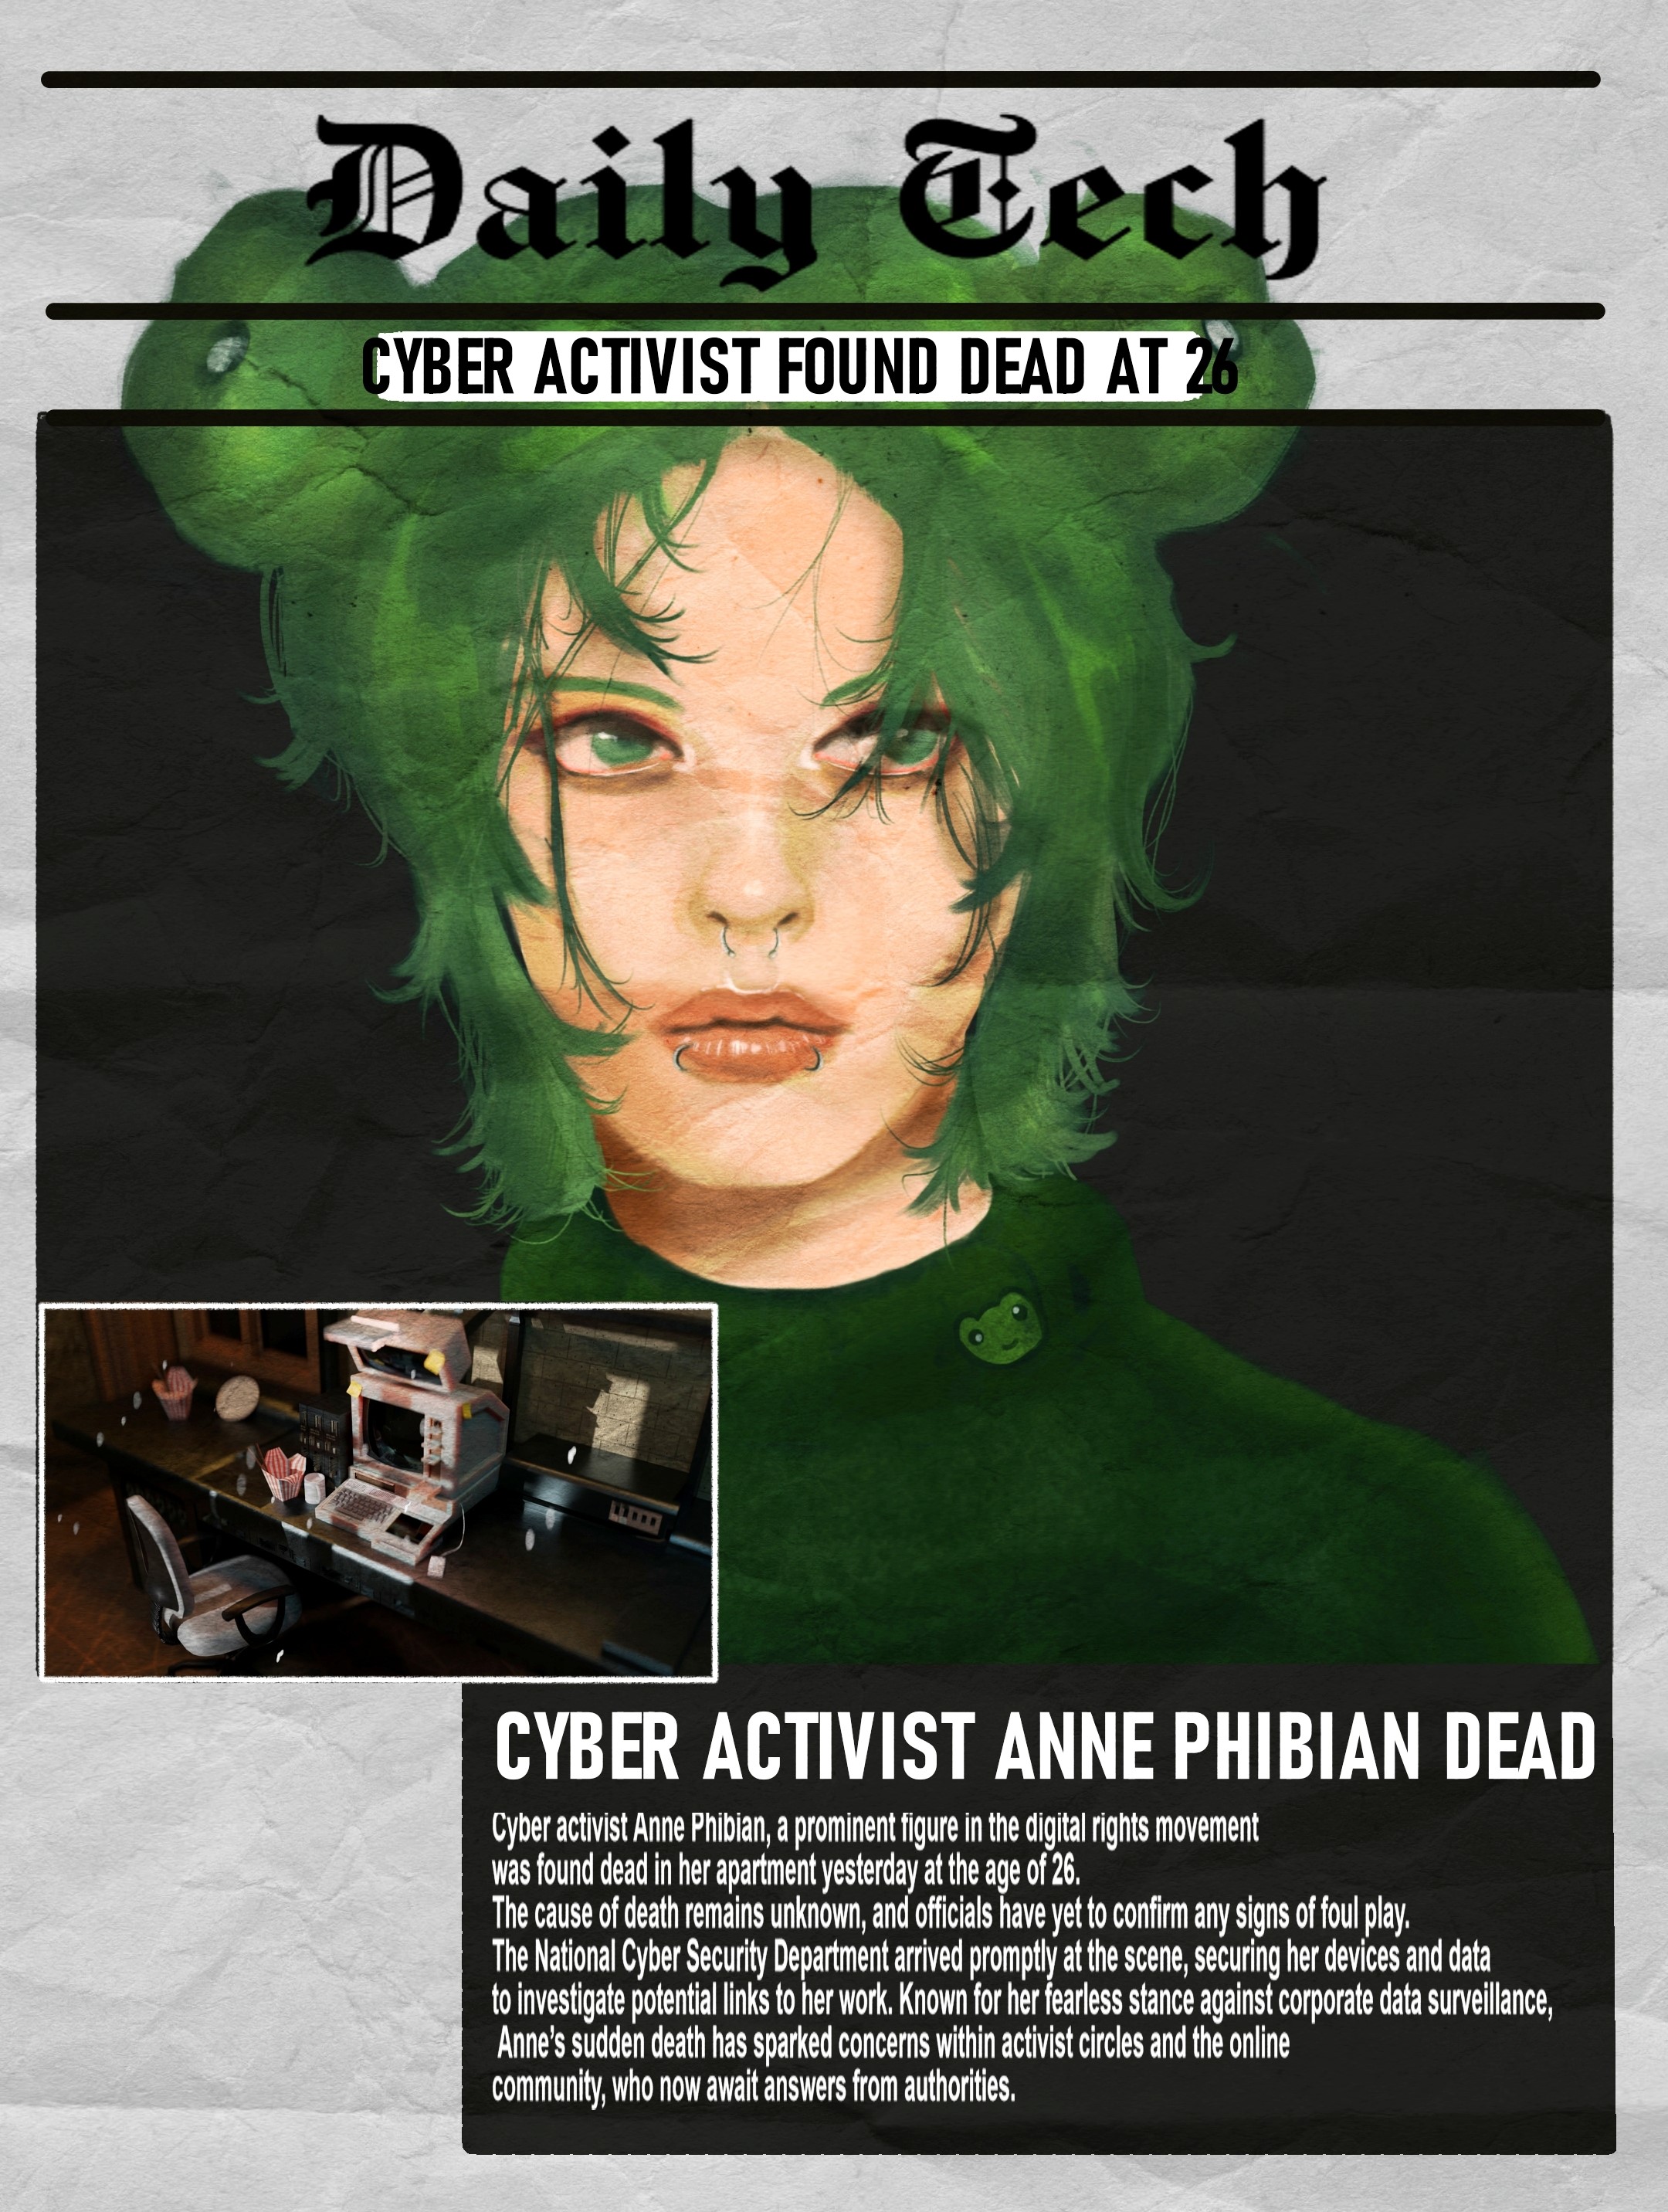 Daily Tech
CYBER ACTIVIST FOUND DEAD AT 26
CYBER ACTIVIST ANNE PHIBIAN DEAD
Cyber activist Anne Phibian, a prominent figure in the digital rights movement
was found dead in her apartment yesterday at the age of 26.
The cause of death remains unknown, and officials have yet to confirm any signs of foul play.
The National Cyber Security Department arrived promptly at the scene, securing her devices and data
to investigate potential links to her work. Known for her fearless stance against corporate data surveillance,
Anne’s sudden death has sparked concerns within activist circles and the online
community, who now await answers from authorities.